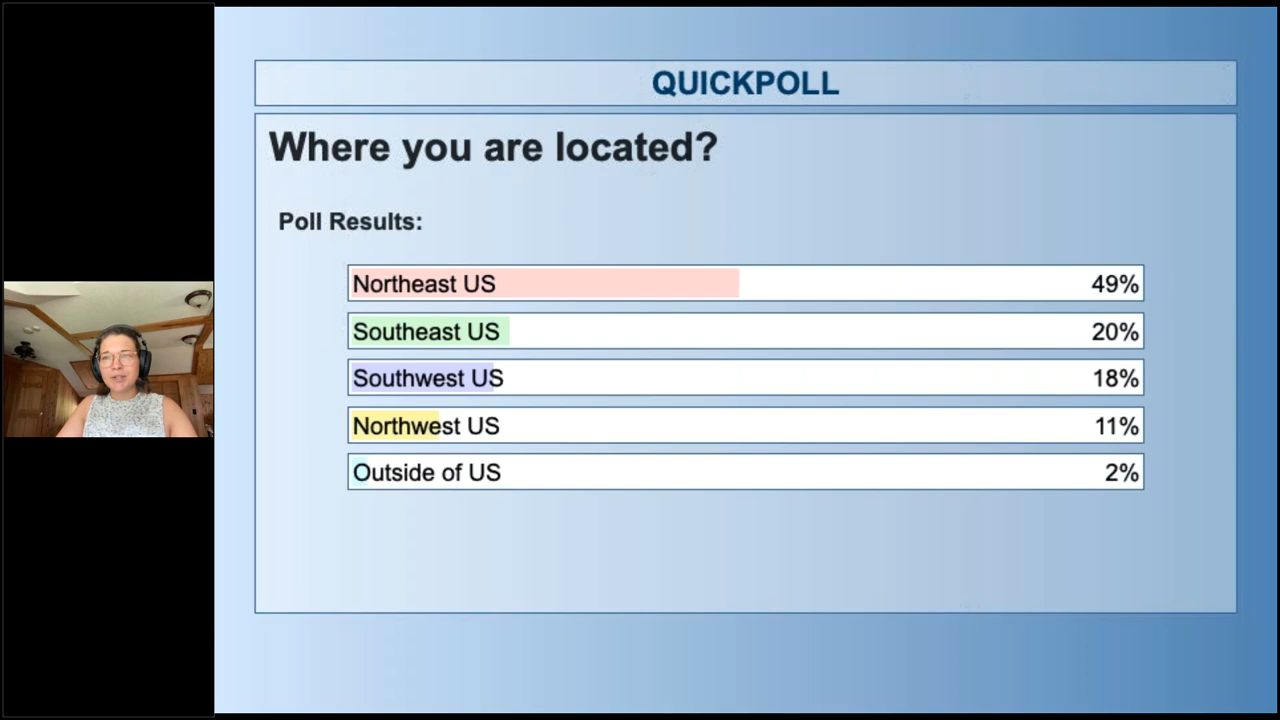 QUICKPOLL
Where you are located?
Poll Results:
Northeast US 49%
Southeast US 20%
Southwest US 18%
Northwest US 11%
Outside of US 2%